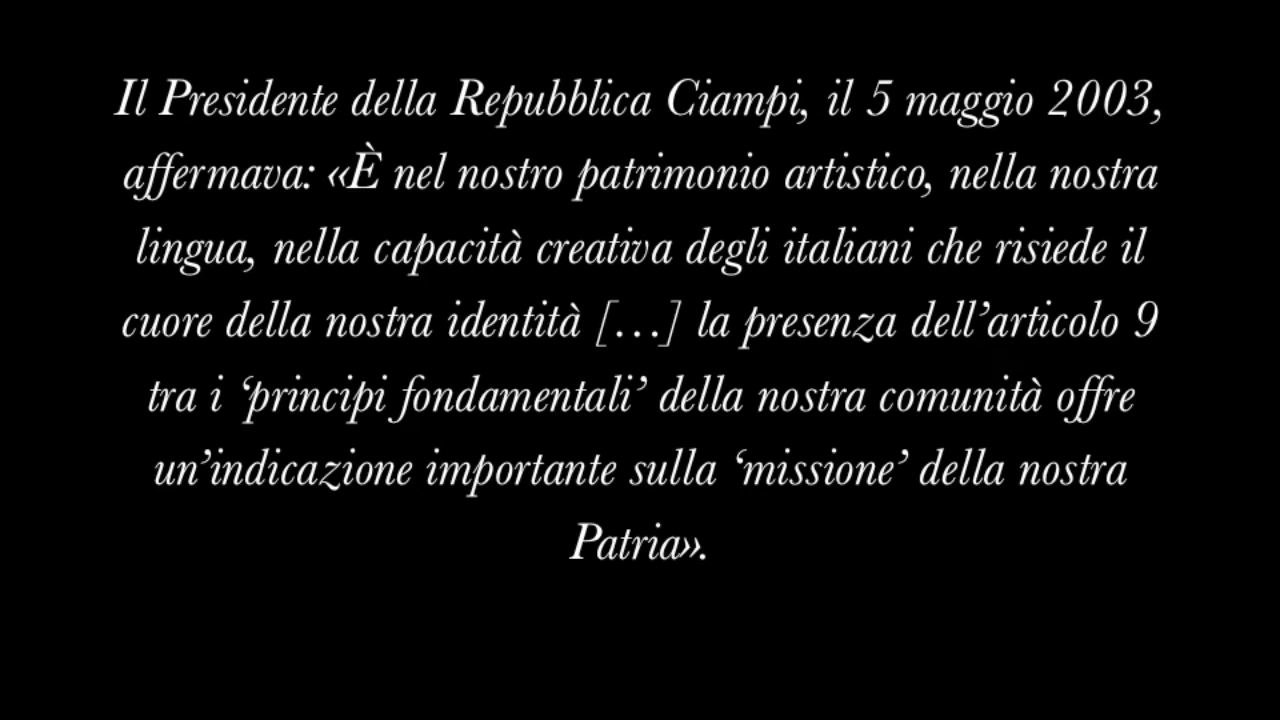 Il Presidente della Repubblica Ciampi, il 5 maggio 2003,
affermava: «È nel nostro patrimonio artistico, nella nostra
lingua, nella capacità creativa degli italiani che risiede il
cuore della nostra identità […] la presenza dell’articolo 9
tra i ‘principi fondamentali’ della nostra comunità offre
un’indicazione importante sulla ‘missione’ della nostra
Patria».